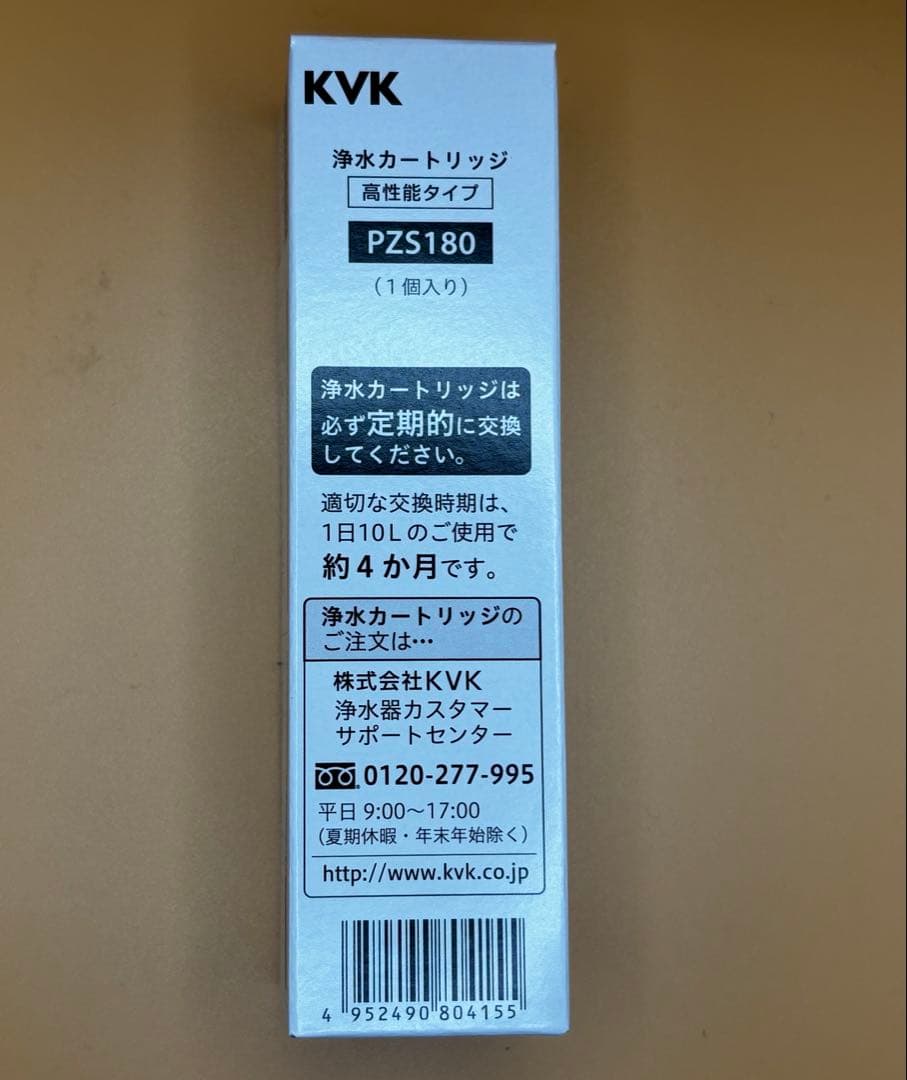 KVK
浄水カートリッジ
高性能タイプ
PZS180
(1個入り)
浄水カートリッジは
必ず定期的に交換
してください。
適切な交換時期は、
1日10Lのご使用で
約4か月です。
浄水カートリッジの
ご注文は…
株式会社KVK
浄水器カスタマー
サポートセンター
0120-277-995
平日 9:00〜17:00
(夏期休暇・年末年始除く)
http://www.kvk.co.jp
4 952490 804155